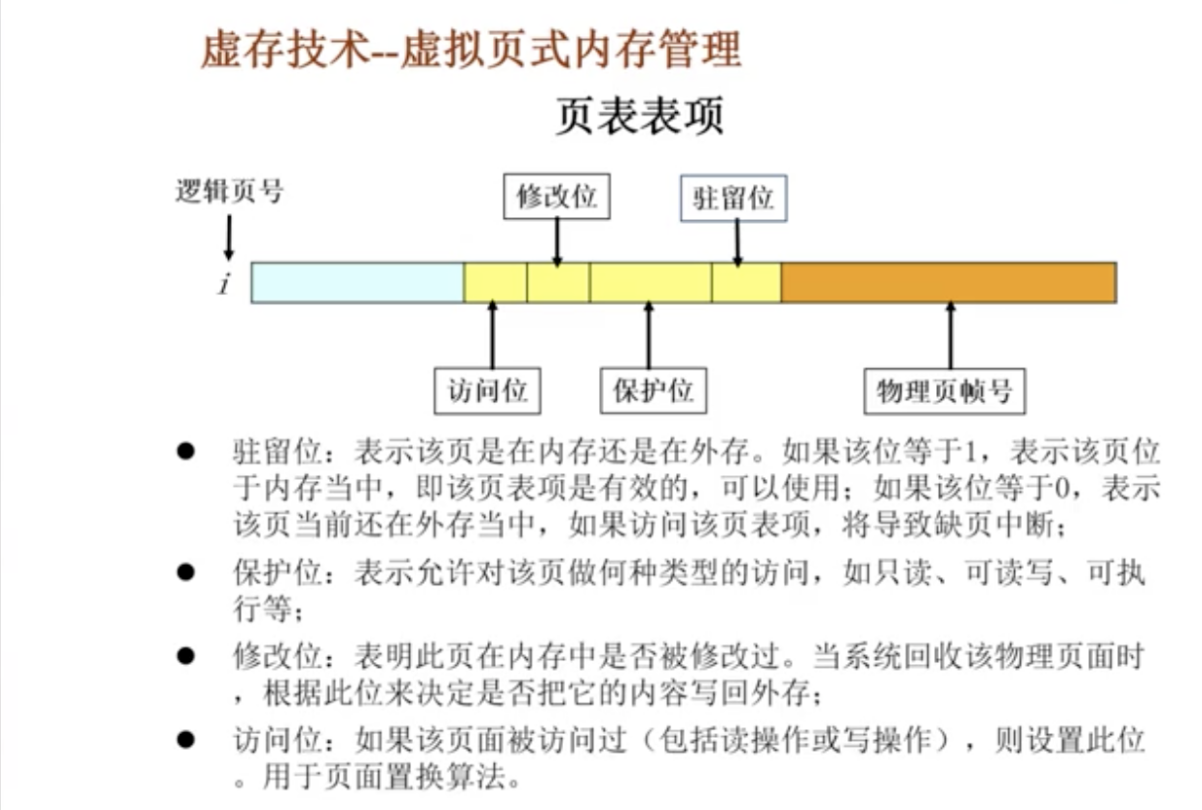 虚存技术--虚拟页式内存管理
页表表项
逻辑页号
修改位
驻留位
i
访问位
保护位
物理页帧号
● 驻留位：表示该页是在内存还是在外存。如果该位等于1，表示该页位
于内存当中，即该页表项是有效的，可以使用；如果该位等于0，表示
该页当前还在外存当中，如果访问该页表项，将导致缺页中断；
● 保护位：表示允许对该页做何种类型的访问，如只读、可读写、可执
行等；
● 修改位：表明此页在内存中是否被修改过。当系统回收该物理页面时
，根据此位来决定是否把它的内容写回外存；
● 访问位：如果该页面被访问过（包括读操作或写操作），则设置此位
。用于页面置换算法。